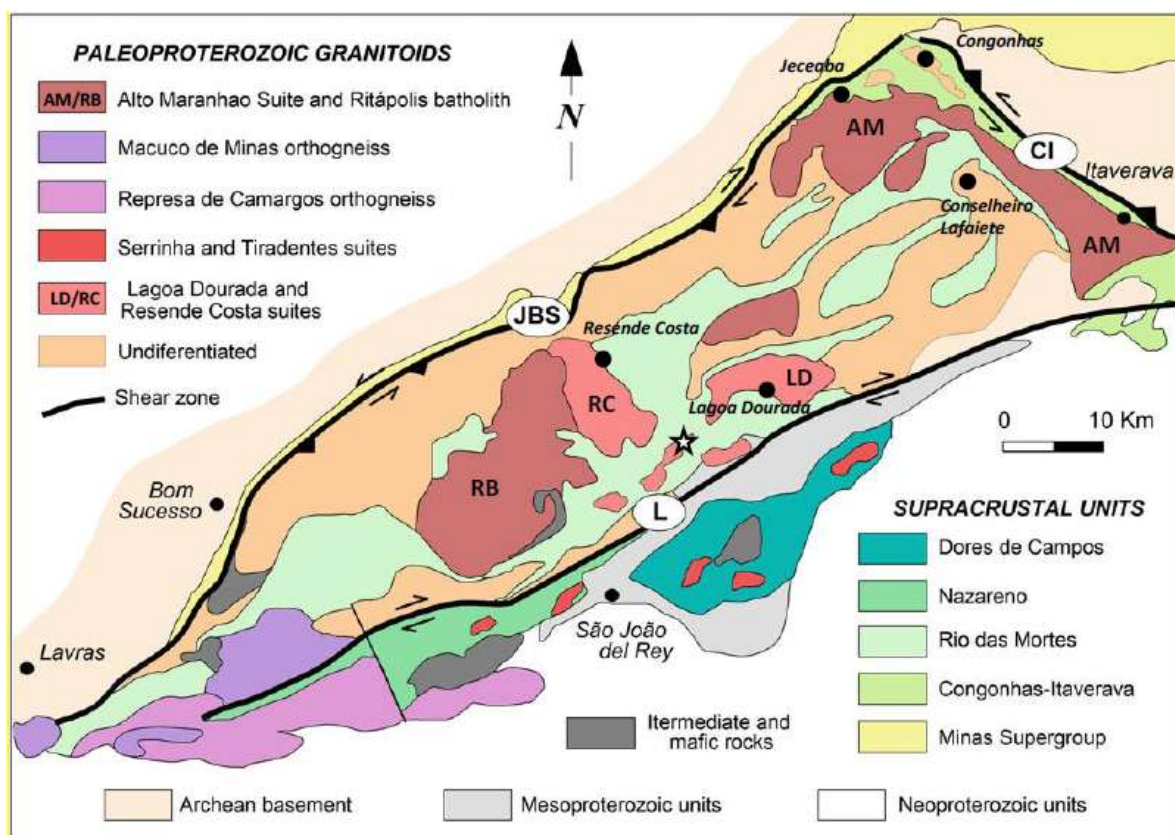 PALEOPROTEROZOIC GRANITOIDS
AM/RB
Alto Maranhao Suite and Ritápolis batholith
Macuco de Minas orthogneiss
Represa de Camargos orthogneiss
Serrinha and Tiradentes suites
LD/RC
Lagoa Dourada and
Resende Costa suites
Undiferentiated
Shear zone
N
Congonhas
Jeceaba
AM
CI
Itaverava
Conselheiro
Lafaiete
AM
JBS
Resende Costa
RC
LD
Lagoa Dourada
0 10 Km
RB
Bom
Sucesso
L
São João
del Rey
Lavras
SUPRACRUSTAL UNITS
Dores de Campos
Nazareno
Rio das Mortes
Congonhas-Itaverava
Minas Supergroup
Itermediate and
mafic rocks
Archean basement
Mesoproterozoic units
Neoproterozoic units